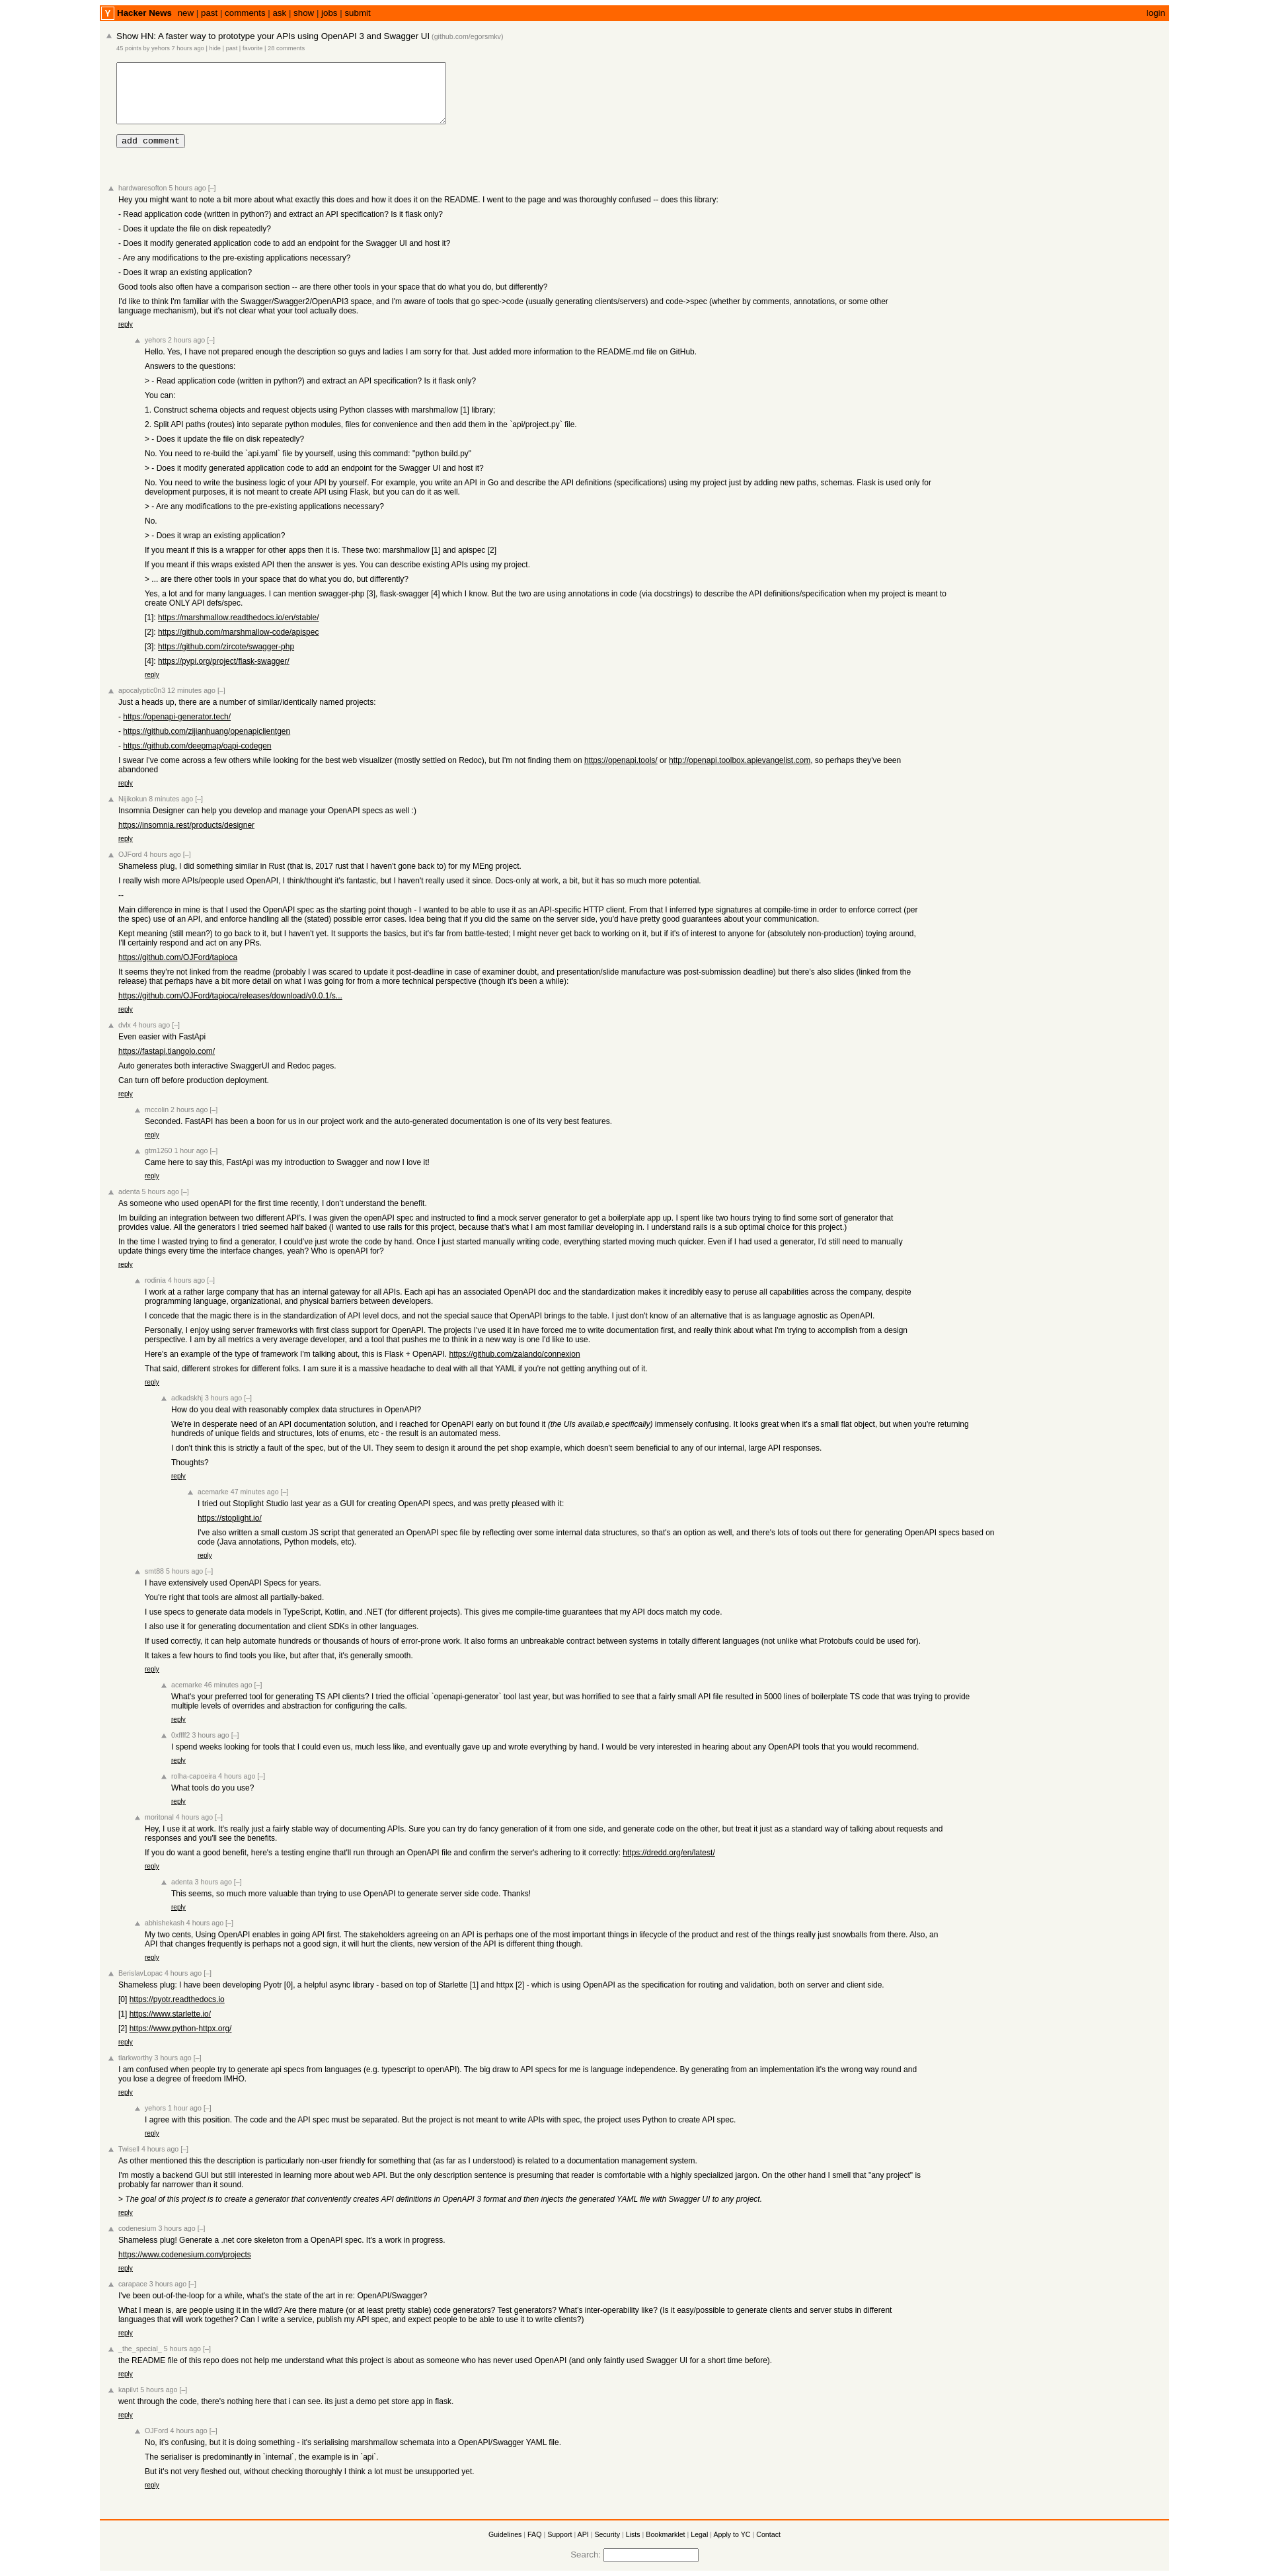 Y Hacker News new | past | comments | ask | show | jobs | submit login
Show HN: A faster way to prototype your APIs using OpenAPI 3 and Swagger UI (github.com/egorsmkv)
45 points by yehors 7 hours ago | hide | past | favorite | 28 comments
add comment
hardwaresofton 5 hours ago [–]
Hey you might want to note a bit more about what exactly this does and how it does it on the README. I went to the page and was thoroughly confused -- does this library:
- Read application code (written in python?) and extract an API specification? Is it flask only?
- Does it update the file on disk repeatedly?
- Does it modify generated application code to add an endpoint for the Swagger UI and host it?
- Are any modifications to the pre-existing applications necessary?
- Does it wrap an existing application?
Good tools also often have a comparison section -- are there other tools in your space that do what you do, but differently?
I'd like to think I'm familiar with the Swagger/Swagger2/OpenAPI3 space, and I'm aware of tools that go spec->code (usually generating clients/servers) and code->spec (whether by comments, annotations, or some other
language mechanism), but it's not clear what your tool actually does.
reply
yehors 2 hours ago [–]
Hello. Yes, I have not prepared enough the description so guys and ladies I am sorry for that. Just added more information to the README.md file on GitHub.
Answers to the questions:
> - Read application code (written in python?) and extract an API specification? Is it flask only?
You can:
1. Construct schema objects and request objects using Python classes with marshmallow [1] library;
2. Split API paths (routes) into separate python modules, files for convenience and then add them in the `api/project.py` file.
> - Does it update the file on disk repeatedly?
No. You need to re-build the `api.yaml` file by yourself, using this command: "python build.py"
> - Does it modify generated application code to add an endpoint for the Swagger UI and host it?
No. You need to write the business logic of your API by yourself. For example, you write an API in Go and describe the API definitions (specifications) using my project just by adding new paths, schemas. Flask is used only for
development purposes, it is not meant to create API using Flask, but you can do it as well.
> - Are any modifications to the pre-existing applications necessary?
No.
> - Does it wrap an existing application?
If you meant if this is a wrapper for other apps then it is. These two: marshmallow [1] and apispec [2]
If you meant if this wraps existed API then the answer is yes. You can describe existing APIs using my project.
> ... are there other tools in your space that do what you do, but differently?
Yes, a lot and for many languages. I can mention swagger-php [3], flask-swagger [4] which I know. But the two are using annotations in code (via docstrings) to describe the API definitions/specification when my project is meant to
create ONLY API defs/spec.
[1]: https://marshmallow.readthedocs.io/en/stable/
[2]: https://github.com/marshmallow-code/apispec
[3]: https://github.com/zircote/swagger-php
[4]: https://pypi.org/project/flask-swagger/
reply
apocalyptic0n3 12 minutes ago [–]
Just a heads up, there are a number of similar/identically named projects:
- https://openapi-generator.tech/
- https://github.com/zijianhuang/openapiclientgen
- https://github.com/deepmap/oapi-codegen
I swear I've come across a few others while looking for the best web visualizer (mostly settled on Redoc), but I'm not finding them on https://openapi.tools/ or http://openapi.toolbox.apievangelist.com, so perhaps they've been
abandoned
reply
Nijikokun 8 minutes ago [–]
Insomnia Designer can help you develop and manage your OpenAPI specs as well :)
https://insomnia.rest/products/designer
reply
OJFord 4 hours ago [–]
Shameless plug, I did something similar in Rust (that is, 2017 rust that I haven't gone back to) for my MEng project.
I really wish more APIs/people used OpenAPI, I think/thought it's fantastic, but I haven't really used it since. Docs-only at work, a bit, but it has so much more potential.
--
Main difference in mine is that I used the OpenAPI spec as the starting point though - I wanted to be able to use it as an API-specific HTTP client. From that I inferred type signatures at compile-time in order to enforce correct (per
the spec) use of an API, and enforce handling all the (stated) possible error cases. Idea being that if you did the same on the server side, you'd have pretty good guarantees about your communication.
Kept meaning (still mean?) to go back to it, but I haven't yet. It supports the basics, but it's far from battle-tested; I might never get back to working on it, but if it's of interest to anyone for (absolutely non-production) toying around,
I'll certainly respond and act on any PRs.
https://github.com/OJFord/tapioca
It seems they're not linked from the readme (probably I was scared to update it post-deadline in case of examiner doubt, and presentation/slide manufacture was post-submission deadline) but there's also slides (linked from the
release) that perhaps have a bit more detail on what I was going for from a more technical perspective (though it's been a while):
https://github.com/OJFord/tapioca/releases/download/v0.0.1/s...
reply
dvlx 4 hours ago [–]
Even easier with FastApi
https://fastapi.tiangolo.com/
Auto generates both interactive SwaggerUI and Redoc pages.
Can turn off before production deployment.
reply
mccolin 2 hours ago [–]
Seconded. FastAPI has been a boon for us in our project work and the auto-generated documentation is one of its very best features.
reply
gtm1260 1 hour ago [–]
Came here to say this, FastApi was my introduction to Swagger and now I love it!
reply
adenta 5 hours ago [–]
As someone who used openAPI for the first time recently, I don't understand the benefit.
Im building an integration between two different API's. I was given the openAPI spec and instructed to find a mock server generator to get a boilerplate app up. I spent like two hours trying to find some sort of generator that
provides value. All the generators I tried seemed half baked (I wanted to use rails for this project, because that's what I am most familiar developing in. I understand rails is a sub optimal choice for this project.)
In the time I wasted trying to find a generator, I could've just wrote the code by hand. Once I just started manually writing code, everything started moving much quicker. Even if I had used a generator, I'd still need to manually
update things every time the interface changes, yeah? Who is openAPI for?
reply
rodinia 4 hours ago [–]
I work at a rather large company that has an internal gateway for all APIs. Each api has an associated OpenAPI doc and the standardization makes it incredibly easy to peruse all capabilities across the company, despite
programming language, organizational, and physical barriers between developers.
I concede that the magic there is in the standardization of API level docs, and not the special sauce that OpenAPI brings to the table. I just don't know of an alternative that is as language agnostic as OpenAPI.
Personally, I enjoy using server frameworks with first class support for OpenAPI. The projects I've used it in have forced me to write documentation first, and really think about what I'm trying to accomplish from a design
perspective. I am by all metrics a very average developer, and a tool that pushes me to think in a new way is one I'd like to use.
Here's an example of the type of framework I'm talking about, this is Flask + OpenAPI. https://github.com/zalando/connexion
That said, different strokes for different folks. I am sure it is a massive headache to deal with all that YAML if you're not getting anything out of it.
reply
adkadskhj 3 hours ago [–]
How do you deal with reasonably complex data structures in OpenAPI?
We're in desperate need of an API documentation solution, and i reached for OpenAPI early on but found it (the UIs availab,e specifically) immensely confusing. It looks great when it's a small flat object, but when you're returning
hundreds of unique fields and structures, lots of enums, etc - the result is an automated mess.
I don't think this is strictly a fault of the spec, but of the UI. They seem to design it around the pet shop example, which doesn't seem beneficial to any of our internal, large API responses.
Thoughts?
reply
acemarke 47 minutes ago [–]
I tried out Stoplight Studio last year as a GUI for creating OpenAPI specs, and was pretty pleased with it:
https://stoplight.io/
I've also written a small custom JS script that generated an OpenAPI spec file by reflecting over some internal data structures, so that's an option as well, and there's lots of tools out there for generating OpenAPI specs based on
code (Java annotations, Python models, etc).
reply
smt88 5 hours ago [–]
I have extensively used OpenAPI Specs for years.
You're right that tools are almost all partially-baked.
I use specs to generate data models in TypeScript, Kotlin, and .NET (for different projects). This gives me compile-time guarantees that my API docs match my code.
I also use it for generating documentation and client SDKs in other languages.
If used correctly, it can help automate hundreds or thousands of hours of error-prone work. It also forms an unbreakable contract between systems in totally different languages (not unlike what Protobufs could be used for).
It takes a few hours to find tools you like, but after that, it's generally smooth.
reply
acemarke 46 minutes ago [–]
What's your preferred tool for generating TS API clients? I tried the official `openapi-generator` tool last year, but was horrified to see that a fairly small API file resulted in 5000 lines of boilerplate TS code that was trying to provide
multiple levels of overrides and abstraction for configuring the calls.
reply
0xffff2 3 hours ago [–]
I spend weeks looking for tools that I could even us, much less like, and eventually gave up and wrote everything by hand. I would be very interested in hearing about any OpenAPI tools that you would recommend.
reply
rolha-capoeira 4 hours ago [–]
What tools do you use?
reply
moritonal 4 hours ago [–]
Hey, I use it at work. It's really just a fairly stable way of documenting APIs. Sure you can try do fancy generation of it from one side, and generate code on the other, but treat it just as a standard way of talking about requests and
responses and you'll see the benefits.
If you do want a good benefit, here's a testing engine that'll run through an OpenAPI file and confirm the server's adhering to it correctly: https://dredd.org/en/latest/
reply
adenta 3 hours ago [–]
This seems, so much more valuable than trying to use OpenAPI to generate server side code. Thanks!
reply
abhishekash 4 hours ago [–]
My two cents, Using OpenAPI enables in going API first. The stakeholders agreeing on an API is perhaps one of the most important things in lifecycle of the product and rest of the things really just snowballs from there. Also, an
API that changes frequently is perhaps not a good sign, it will hurt the clients, new version of the API is different thing though.
reply
BerislavLopac 4 hours ago [–]
Shameless plug: I have been developing Pyotr [0], a helpful async library - based on top of Starlette [1] and httpx [2] - which is using OpenAPI as the specification for routing and validation, both on server and client side.
[0] https://pyotr.readthedocs.io
[1] https://www.starlette.io/
[2] https://www.python-httpx.org/
reply
tlarkworthy 3 hours ago [–]
I am confused when people try to generate api specs from languages (e.g. typescript to openAPI). The big draw to API specs for me is language independence. By generating from an implementation it's the wrong way round and
you lose a degree of freedom IMHO.
reply
yehors 1 hour ago [–]
I agree with this position. The code and the API spec must be separated. But the project is not meant to write APIs with spec, the project uses Python to create API spec.
reply
Twisell 4 hours ago [–]
As other mentioned this the description is particularly non-user friendly for something that (as far as I understood) is related to a documentation management system.
I'm mostly a backend GUI but still interested in learning more about web API. But the only description sentence is presuming that reader is comfortable with a highly specialized jargon. On the other hand I smell that "any project" is
probably far narrower than it sound.
> The goal of this project is to create a generator that conveniently creates API definitions in OpenAPI 3 format and then injects the generated YAML file with Swagger UI to any project.
reply
codenesium 3 hours ago [–]
Shameless plug! Generate a .net core skeleton from a OpenAPI spec. It's a work in progress.
https://www.codenesium.com/projects
reply
carapace 3 hours ago [–]
I've been out-of-the-loop for a while, what's the state of the art in re: OpenAPI/Swagger?
What I mean is, are people using it in the wild? Are there mature (or at least pretty stable) code generators? Test generators? What's inter-operability like? (Is it easy/possible to generate clients and server stubs in different
languages that will work together? Can I write a service, publish my API spec, and expect people to be able to use it to write clients?)
reply
_the_special_ 5 hours ago [–]
the README file of this repo does not help me understand what this project is about as someone who has never used OpenAPI (and only faintly used Swagger UI for a short time before).
reply
kapilvt 5 hours ago [–]
went through the code, there's nothing here that i can see. its just a demo pet store app in flask.
reply
OJFord 4 hours ago [–]
No, it's confusing, but it is doing something - it's serialising marshmallow schemata into a OpenAPI/Swagger YAML file.
The serialiser is predominantly in `internal`, the example is in `api`.
But it's not very fleshed out, without checking thoroughly I think a lot must be unsupported yet.
reply
Guidelines | FAQ | Support | API | Security | Lists | Bookmarklet | Legal | Apply to YC | Contact
Search: